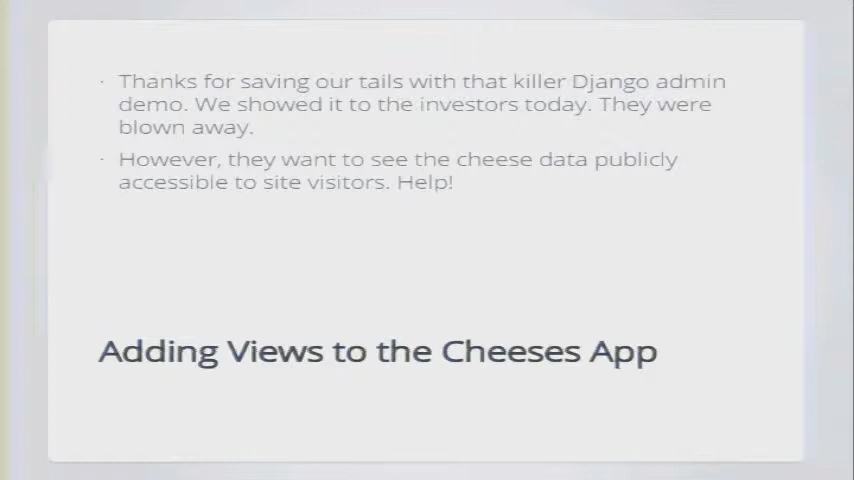 · Thanks for saving our tails with that killer Django admin
demo. We showed it to the investors today. They were
blown away.
· However, they want to see the cheese data publicly
accessible to site visitors. Help!
Adding Views to the Cheeses App